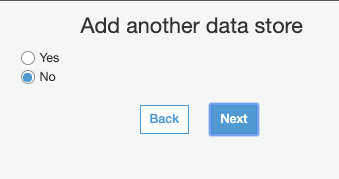 Add another data store
Yes
No
Back
Next